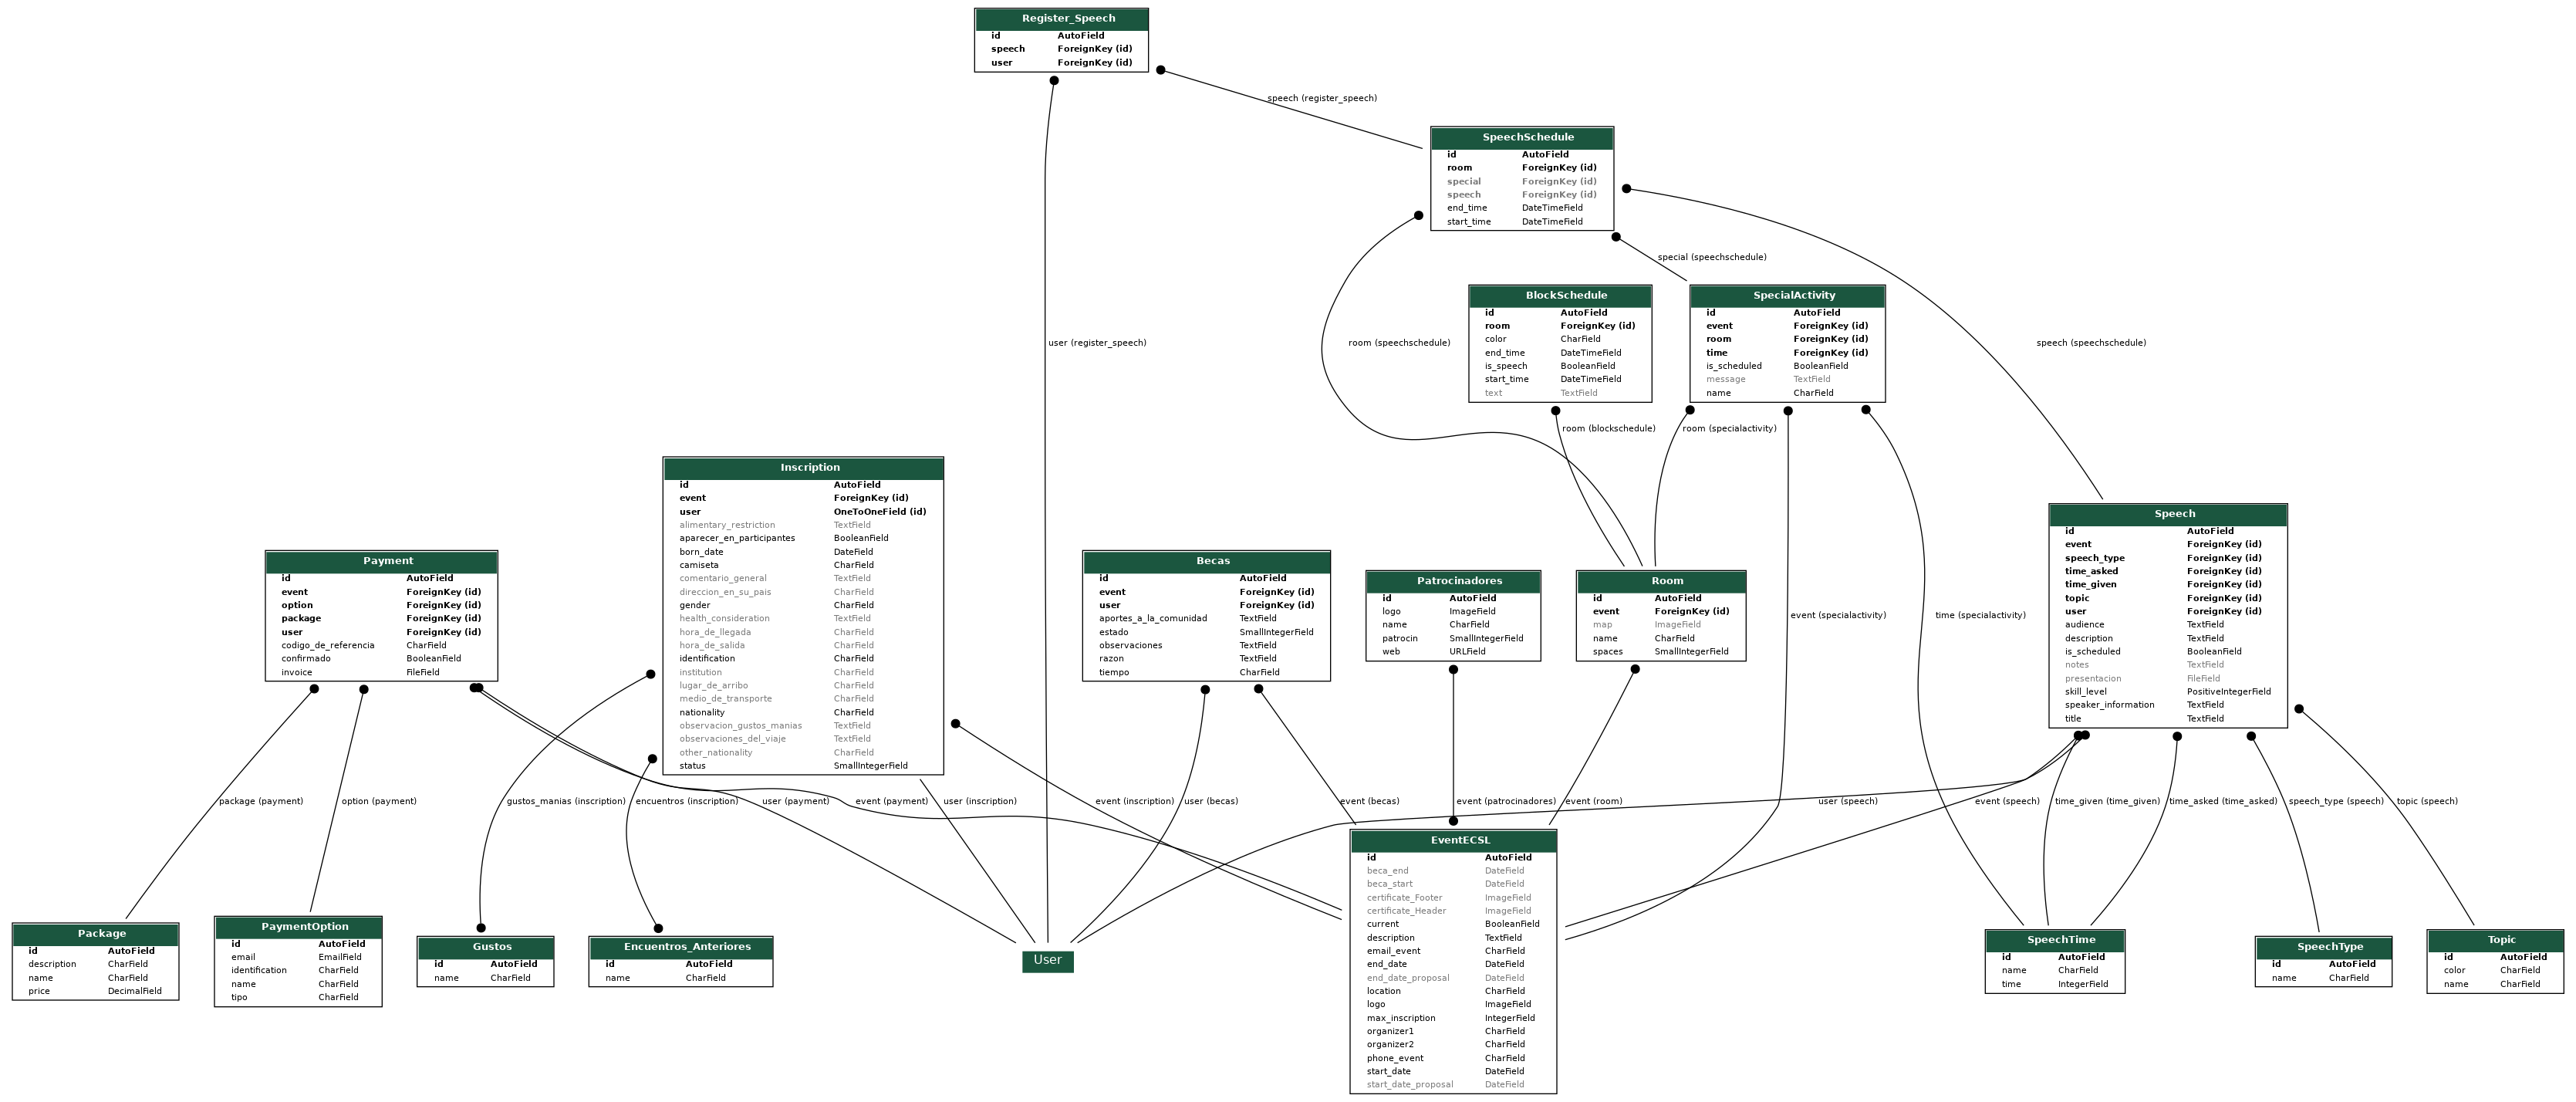 Register_Speech
id AutoField
speech ForeignKey (id)
user ForeignKey (id)
speech (register_speech)
SpeechSchedule
id AutoField
room ForeignKey (id)
special ForeignKey (id)
speech ForeignKey (id)
end_time DateTimeField
start_time DateTimeField
special (speechschedule)
BlockSchedule
id AutoField
room ForeignKey (id)
color CharField
end_time DateTimeField
is_speech BooleanField
start_time DateTimeField
text TextField
SpecialActivity
id AutoField
event ForeignKey (id)
room ForeignKey (id)
time ForeignKey (id)
is_scheduled BooleanField
message TextField
name CharField
user (register_speech)
room (speechschedule)
speech (speechschedule)
room (blockschedule)
room (specialactivity)
Inscription
id AutoField
event ForeignKey (id)
user OneToOneField (id)
alimentary_restriction TextField
aparecer_en_participantes BooleanField
born_date DateField
camiseta CharField
comentario_general TextField
direccion_en_su_pais CharField
gender CharField
health_consideration TextField
hora_de_llegada CharField
hora_de_salida CharField
identification CharField
institution CharField
lugar_de_arribo CharField
medio_de_transporte CharField
nationality CharField
observacion_gustos_manias TextField
observaciones_del_viaje TextField
other_nationality CharField
status SmallIntegerField
Speech
id AutoField
event ForeignKey (id)
speech_type ForeignKey (id)
time_asked ForeignKey (id)
time_given ForeignKey (id)
topic ForeignKey (id)
user ForeignKey (id)
audience TextField
description TextField
is_scheduled BooleanField
notes TextField
presentacion FileField
skill_level PositiveIntegerField
speaker_information TextField
title TextField
Payment
id AutoField
event ForeignKey (id)
option ForeignKey (id)
package ForeignKey (id)
user ForeignKey (id)
codigo_de_referencia CharField
confirmado BooleanField
invoice FileField
Becas
id AutoField
event ForeignKey (id)
user ForeignKey (id)
aportes_a_la_comunidad TextField
estado SmallIntegerField
observaciones TextField
razon TextField
tiempo CharField
Patrocinadores
id AutoField
logo ImageField
name CharField
patrocin SmallIntegerField
web URLField
Room
id AutoField
event ForeignKey (id)
map ImageField
name CharField
spaces SmallIntegerField
event (specialactivity)
time (specialactivity)
package (payment)
option (payment)
gustos_manias (inscription)
encuentros (inscription)
user (payment)
event (payment)
user (inscription)
event (inscription)
user (becas)
event (becas)
event (patrocinadores)
event (room)
user (speech)
event (speech)
time_given (time_given)
time_asked (time_asked)
speech_type (speech)
topic (speech)
Package
id AutoField
description CharField
name CharField
price DecimalField
PaymentOption
id AutoField
email EmailField
identification CharField
name CharField
tipo CharField
Gustos
id AutoField
name CharField
Encuentros_Anteriores
id AutoField
name CharField
User
EventECSL
id AutoField
beca_end DateField
beca_start DateField
certificate_Footer ImageField
certificate_Header ImageField
current BooleanField
description TextField
email_event CharField
end_date DateField
end_date_proposal DateField
location CharField
logo ImageField
max_inscription IntegerField
organizer1 CharField
organizer2 CharField
phone_event CharField
start_date DateField
start_date_proposal DateField
SpeechTime
id AutoField
name CharField
time IntegerField
SpeechType
id AutoField
name CharField
Topic
id AutoField
color CharField
name CharField